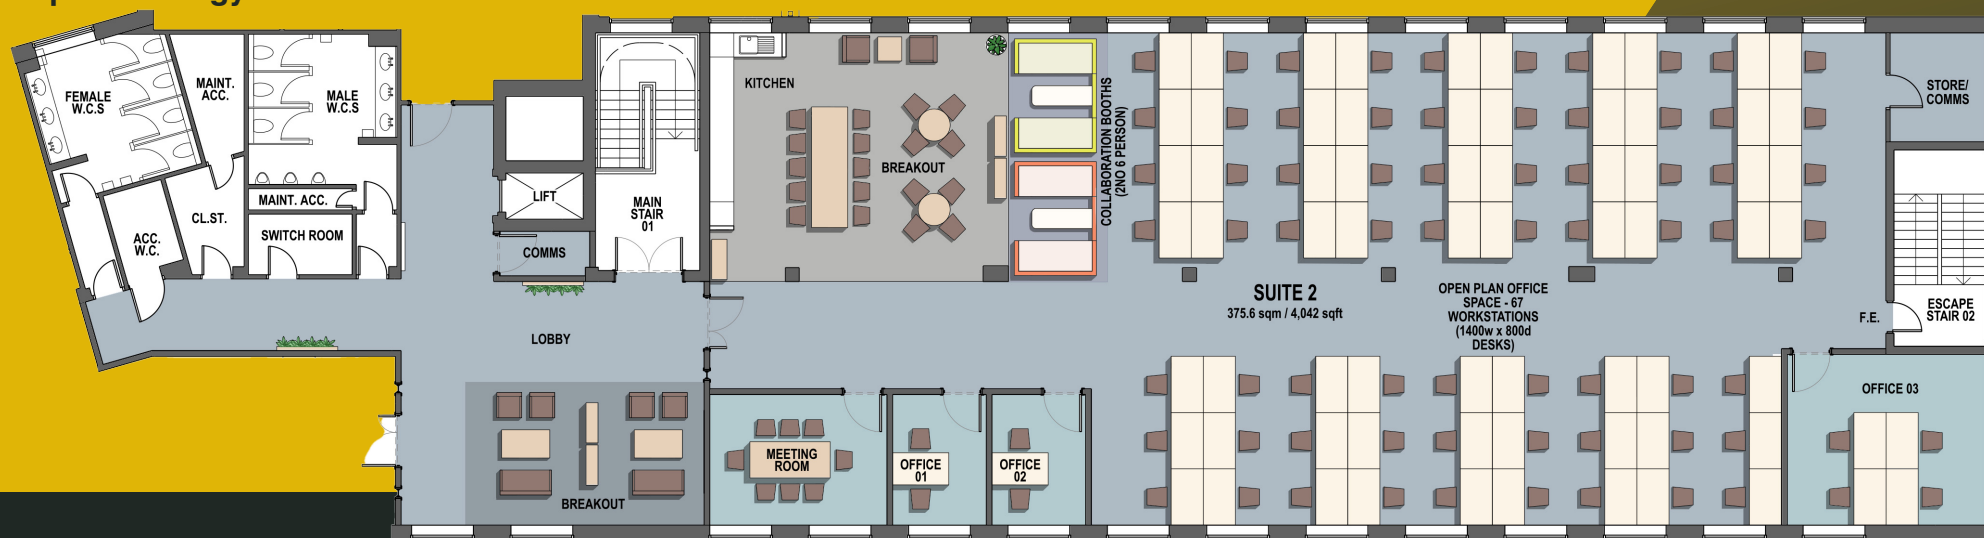 FEMALE
W.C.S
MAINT.
ACC.
MALE
W.C.S
MAINT. ACC.
SWITCH ROOM
CL.ST.
ACC.
W.C.
LIFT
COMMS
MAIN
STAIR
01
LOBBY
BREAKOUT
KITCHEN
BREAKOUT
COLLABORATION BOOTHS
(2NO 6 PERSON)
MEETING
ROOM
OFFICE
01
OFFICE
02
SUITE 2
375.6 sqm / 4,042 sqft
OPEN PLAN OFFICE
SPACE - 67
WORKSTATIONS
(1400w x 800d
DESKS)
STORE/
COMMS
F.E.
ESCAPE
STAIR 02
OFFICE 03